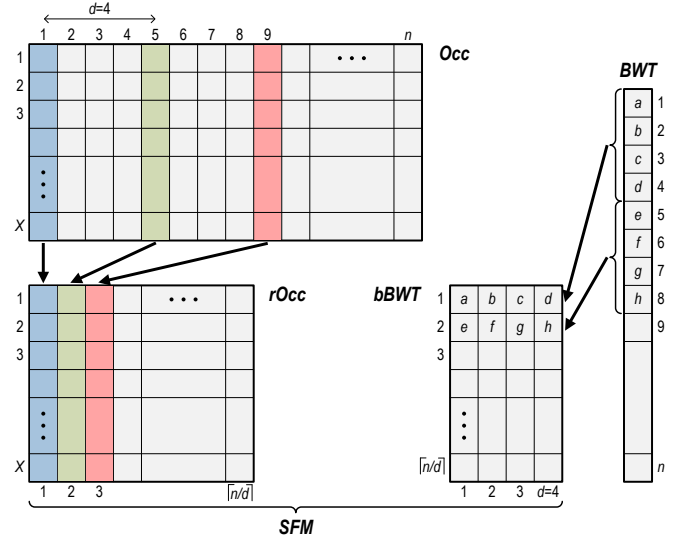 d=4
1 2 3 4 5 6 7 8 9 n
Occ
1 • • •
2
3
•
•
•
X
BWT
a 1
b 2
c 3
d 4
e 5
f 6
g 7
h 8
9
n
rOcc
1 • • •
2
3
•
•
•
X
1 2 3 ⌈n/d⌉
bBWT
1 a b c d
2 e f g h
3
•
•
•
⌈n/d⌉
1 2 3 d=4
SFM